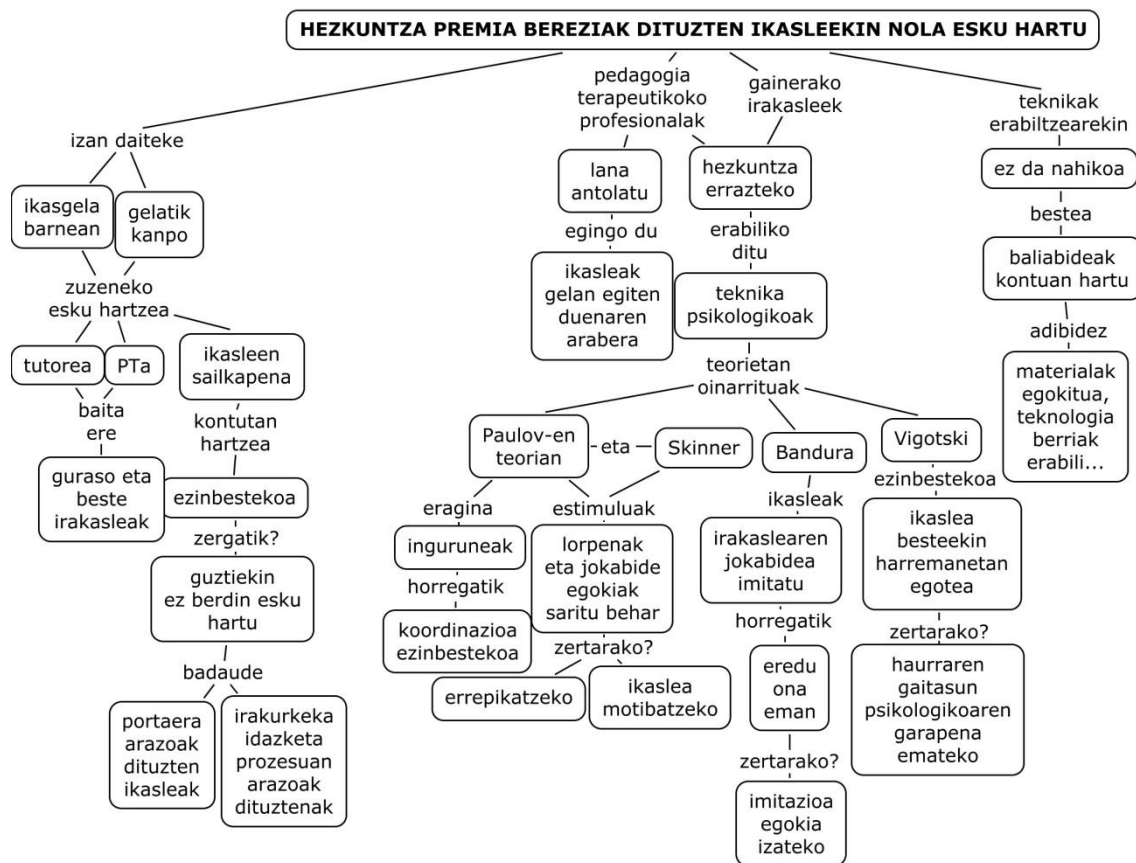 HEZKUNTZA PREMIA BEREZIAK DITUZTEN IKASLEEKIN NOLA ESKU HARTU
izan daiteke
ikasgela
barnean
gelatik
kanpo
zuzeneko
esku hartzea
tutorea
PTa
baita
ere
guraso eta
beste
irakasleak
ikasleen
sailkapena
kontutan
hartzea
ezinbestekoa
zergatik?
guztiekin
ez berdin esku
hartu
badaude
portaera
arazoak
dituzten
ikasleak
irakurkeka
idazketa
prozesuan
arazoak
dituztenak
pedagogia
terapeutikoko
profesionalak
lana
antolatu
egingo du
ikasleak
gelan egiten
duenaren
arabera
gainerako
irakasleek
hezkuntza
errazteko
erabiliko
ditu
teknika
psikologikoak
teorietan
oinarrituak
Paulov-en
teorian
eta
Skinner
eragina
inguruneak
horregatik
koordinazioa
ezinbestekoa
estimuluak
lorpenak
eta jokabide
egokiak
saritu behar
zertarako?
errepikatzeko
ikaslea
motibatzeko
Bandura
ikasleak
irakaslearen
jokabidea
imitatu
horregatik
eredu
ona
eman
zertarako?
imitazioa
egokia
izateko
Vigotski
ezinbestekoa
ikaslea
besteekin
harremanetan
egotea
zertarako?
haurraren
gaitasun
psikologikoaren
garapena
emateko
teknikak
erabiltzearekin
ez da nahikoa
bestea
baliabideak
kontuan hartu
adibidez
materialak
egokitua,
teknologia
berriak
erabili...